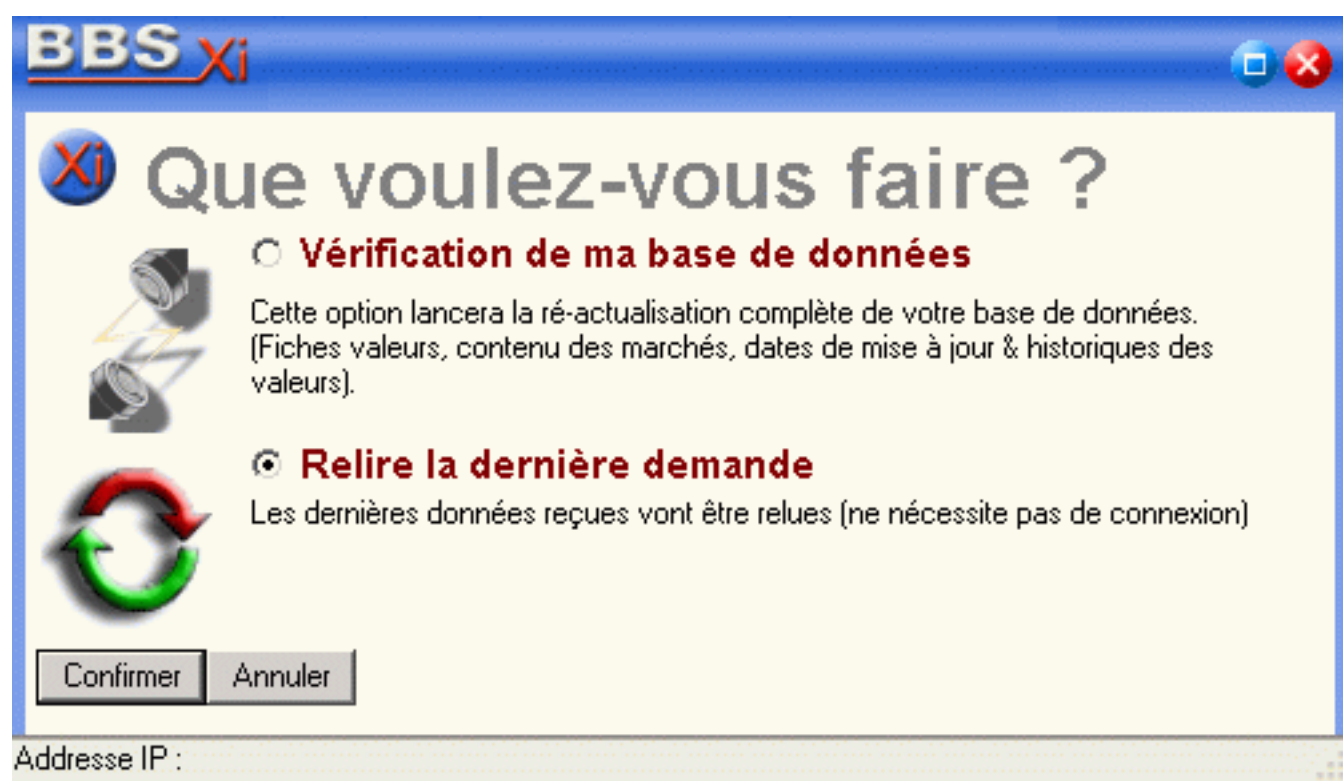 BBS Xi
Xi Que voulez-vous faire ?
Vérification de ma base de données
Cette option lancera la ré-actualisation complète de votre base de données.
(Fiches valeurs, contenu des marchés, dates de mise à jour & historiques des
valeurs).
Relire la dernière demande
Les dernières données reçues vont être relues (ne nécessite pas de connexion)
Confirmer Annuler
Addresse IP :